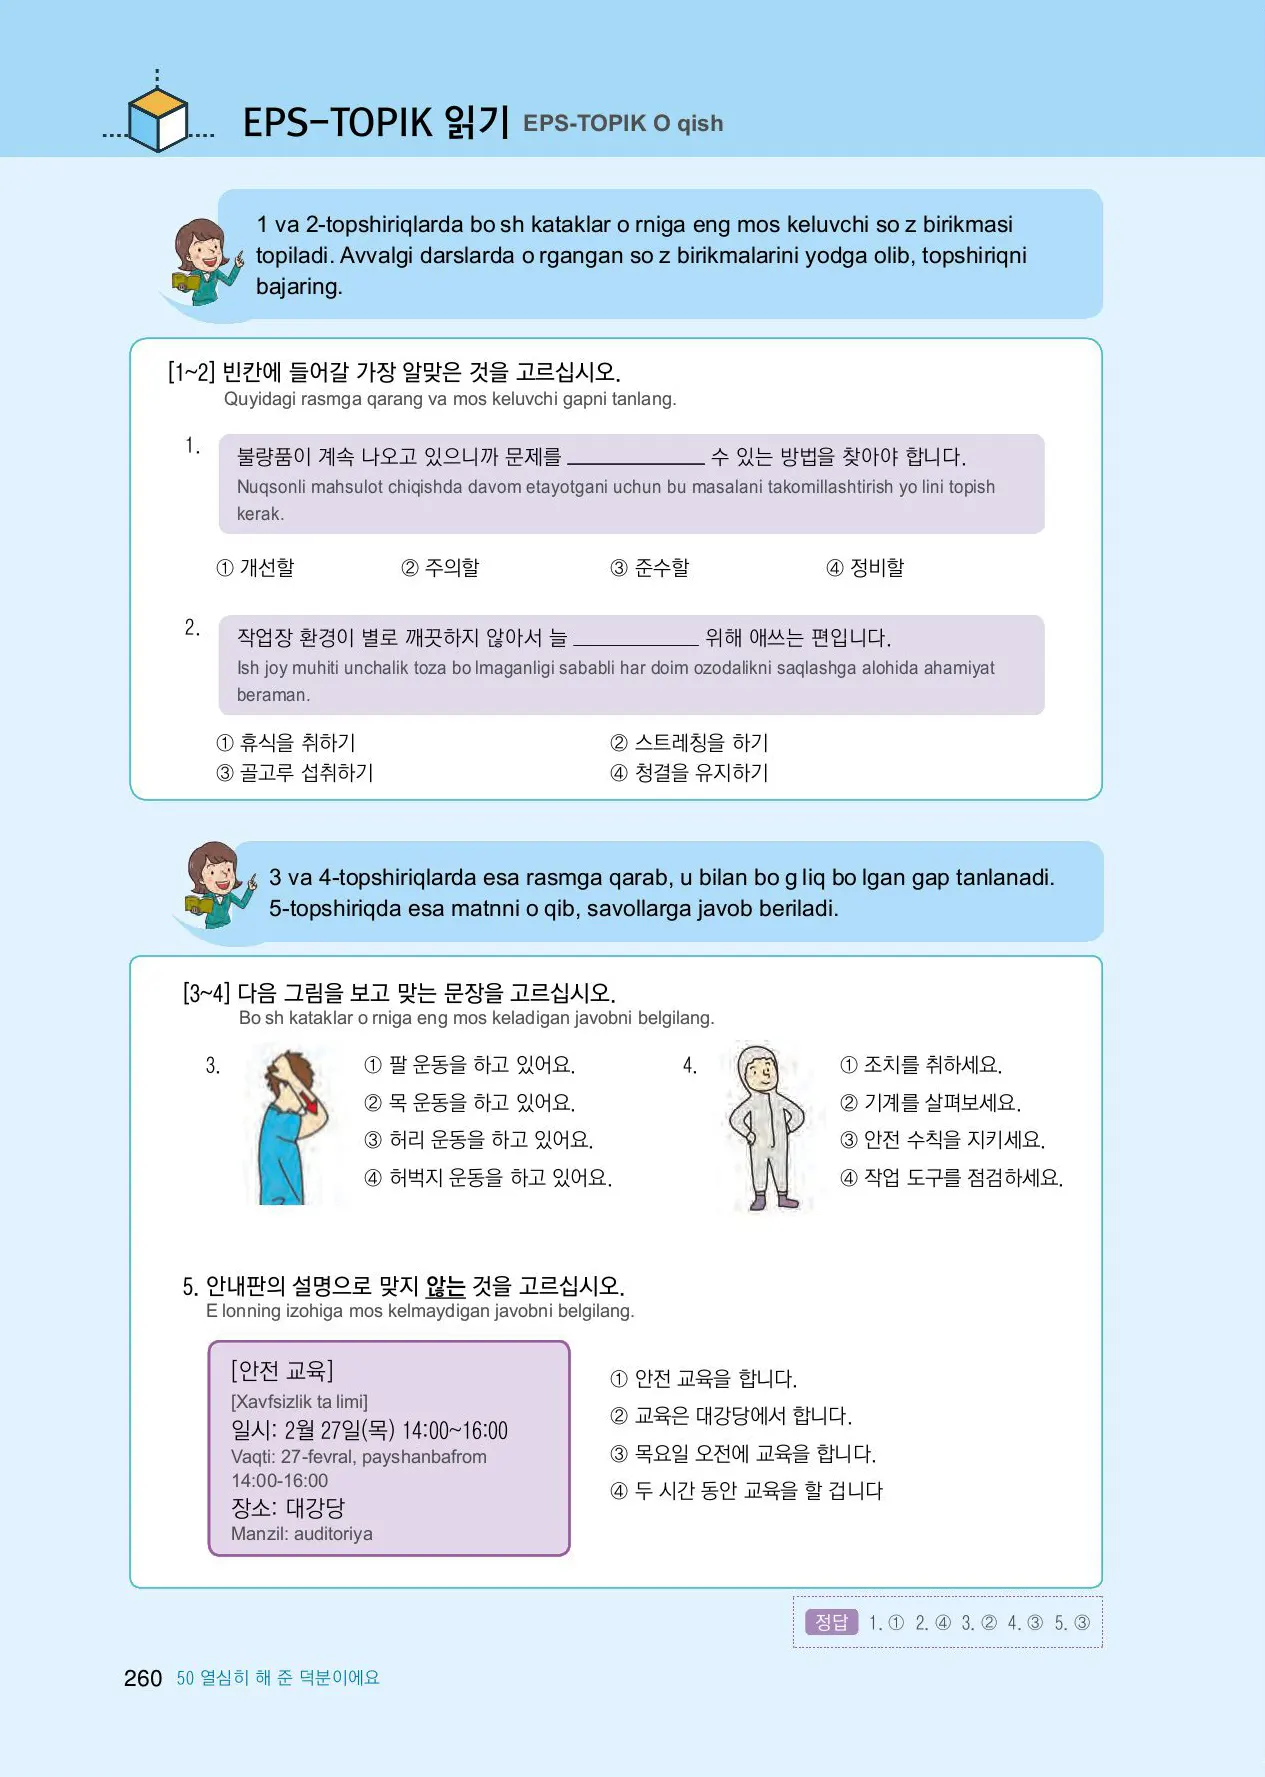 EPS-TOPIK 읽기 EPS-TOPIK O qish
1 va 2-topshiriqlarda bo sh kataklar o rniga eng mos keluvchi so z birikmasi
topiladi. Avvalgi darslarda o rgangan so z birikmalarini yodga olib, topshiriqni
bajaring.
[1~2] 빈칸에 들어갈 가장 알맞은 것을 고르십시오.
Quyidagi rasmga qarang va mos keluvchi gapni tanlang.
1. 불량품이 계속 나오고 있으니까 문제를 ____________ 수 있는 방법을 찾아야 합니다.
Nuqsonli mahsulot chiqishda davom etayotgani uchun bu masalani takomillashtirish yo lini topish
kerak.
① 개선할 ② 주의할 ③ 준수할 ④ 정비할
2. 작업장 환경이 별로 깨끗하지 않아서 늘 ____________ 위해 애쓰는 편입니다.
Ish joy muhiti unchalik toza bo lmaganligi sababli har doim ozodalikni saqlashga alohida ahamiyat
beraman.
① 휴식을 취하기 ② 스트레칭을 하기
③ 골고루 섭취하기 ④ 청결을 유지하기
3 va 4-topshiriqlarda esa rasmga qarab, u bilan bo g liq bo lgan gap tanlanadi.
5-topshiriqda esa matnni o qib, savollarga javob beriladi.
[3~4] 다음 그림을 보고 맞는 문장을 고르십시오.
Bo sh kataklar o rniga eng mos keladigan javobni belgilang.
3.
① 팔 운동을 하고 있어요.
② 목 운동을 하고 있어요.
③ 허리 운동을 하고 있어요.
④ 허벅지 운동을 하고 있어요.
4.
① 조치를 취하세요.
② 기계를 살펴보세요.
③ 안전 수칙을 지키세요.
④ 작업 도구를 점검하세요.
5. 안내판의 설명으로 맞지 않는 것을 고르십시오.
E lonning izohiga mos kelmaydigan javobni belgilang.
[안전 교육]
[Xavfsizlik ta limi]
일시: 2월 27일(목) 14:00~16:00
Vaqti: 27-fevral, payshanbafrom
14:00-16:00
장소: 대강당
Manzil: auditoriya
① 안전 교육을 합니다.
② 교육은 대강당에서 합니다.
③ 목요일 오전에 교육을 합니다.
④ 두 시간 동안 교육을 할 겁니다
정답 1. ① 2. ④ 3. ② 4. ③ 5. ③
260 50 열심히 해 준 덕분이에요